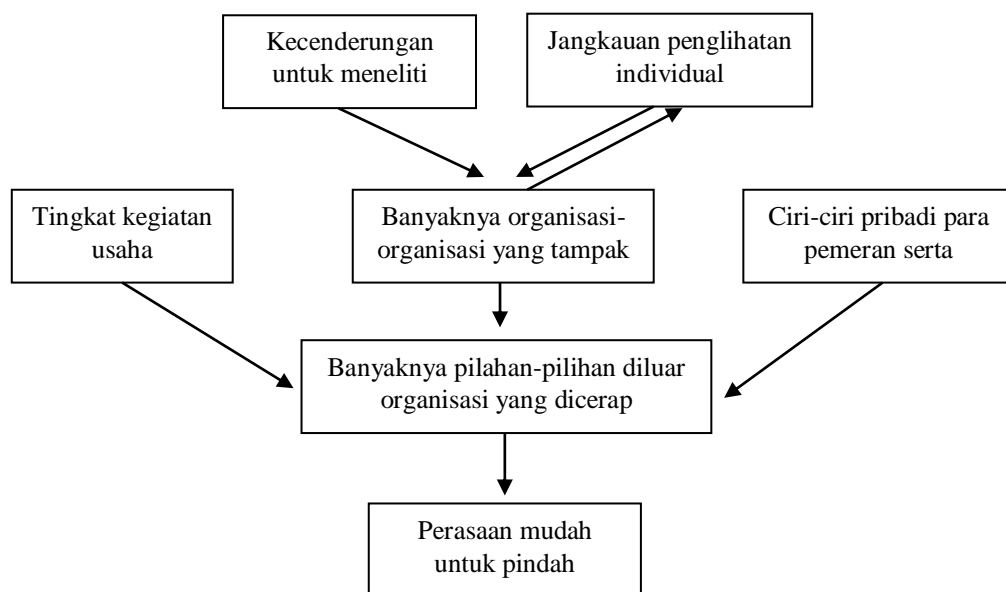 Kecenderungan
untuk meneliti
Jangkauan penglihatan
individual
Tingkat kegiatan
usaha
Banyaknya organisasi-
organisasi yang tampak
Ciri-ciri pribadi para
pemeran serta
Banyaknya pilahan-pilihan diluar
organisasi yang dicerap
Perasaan mudah
untuk pindah